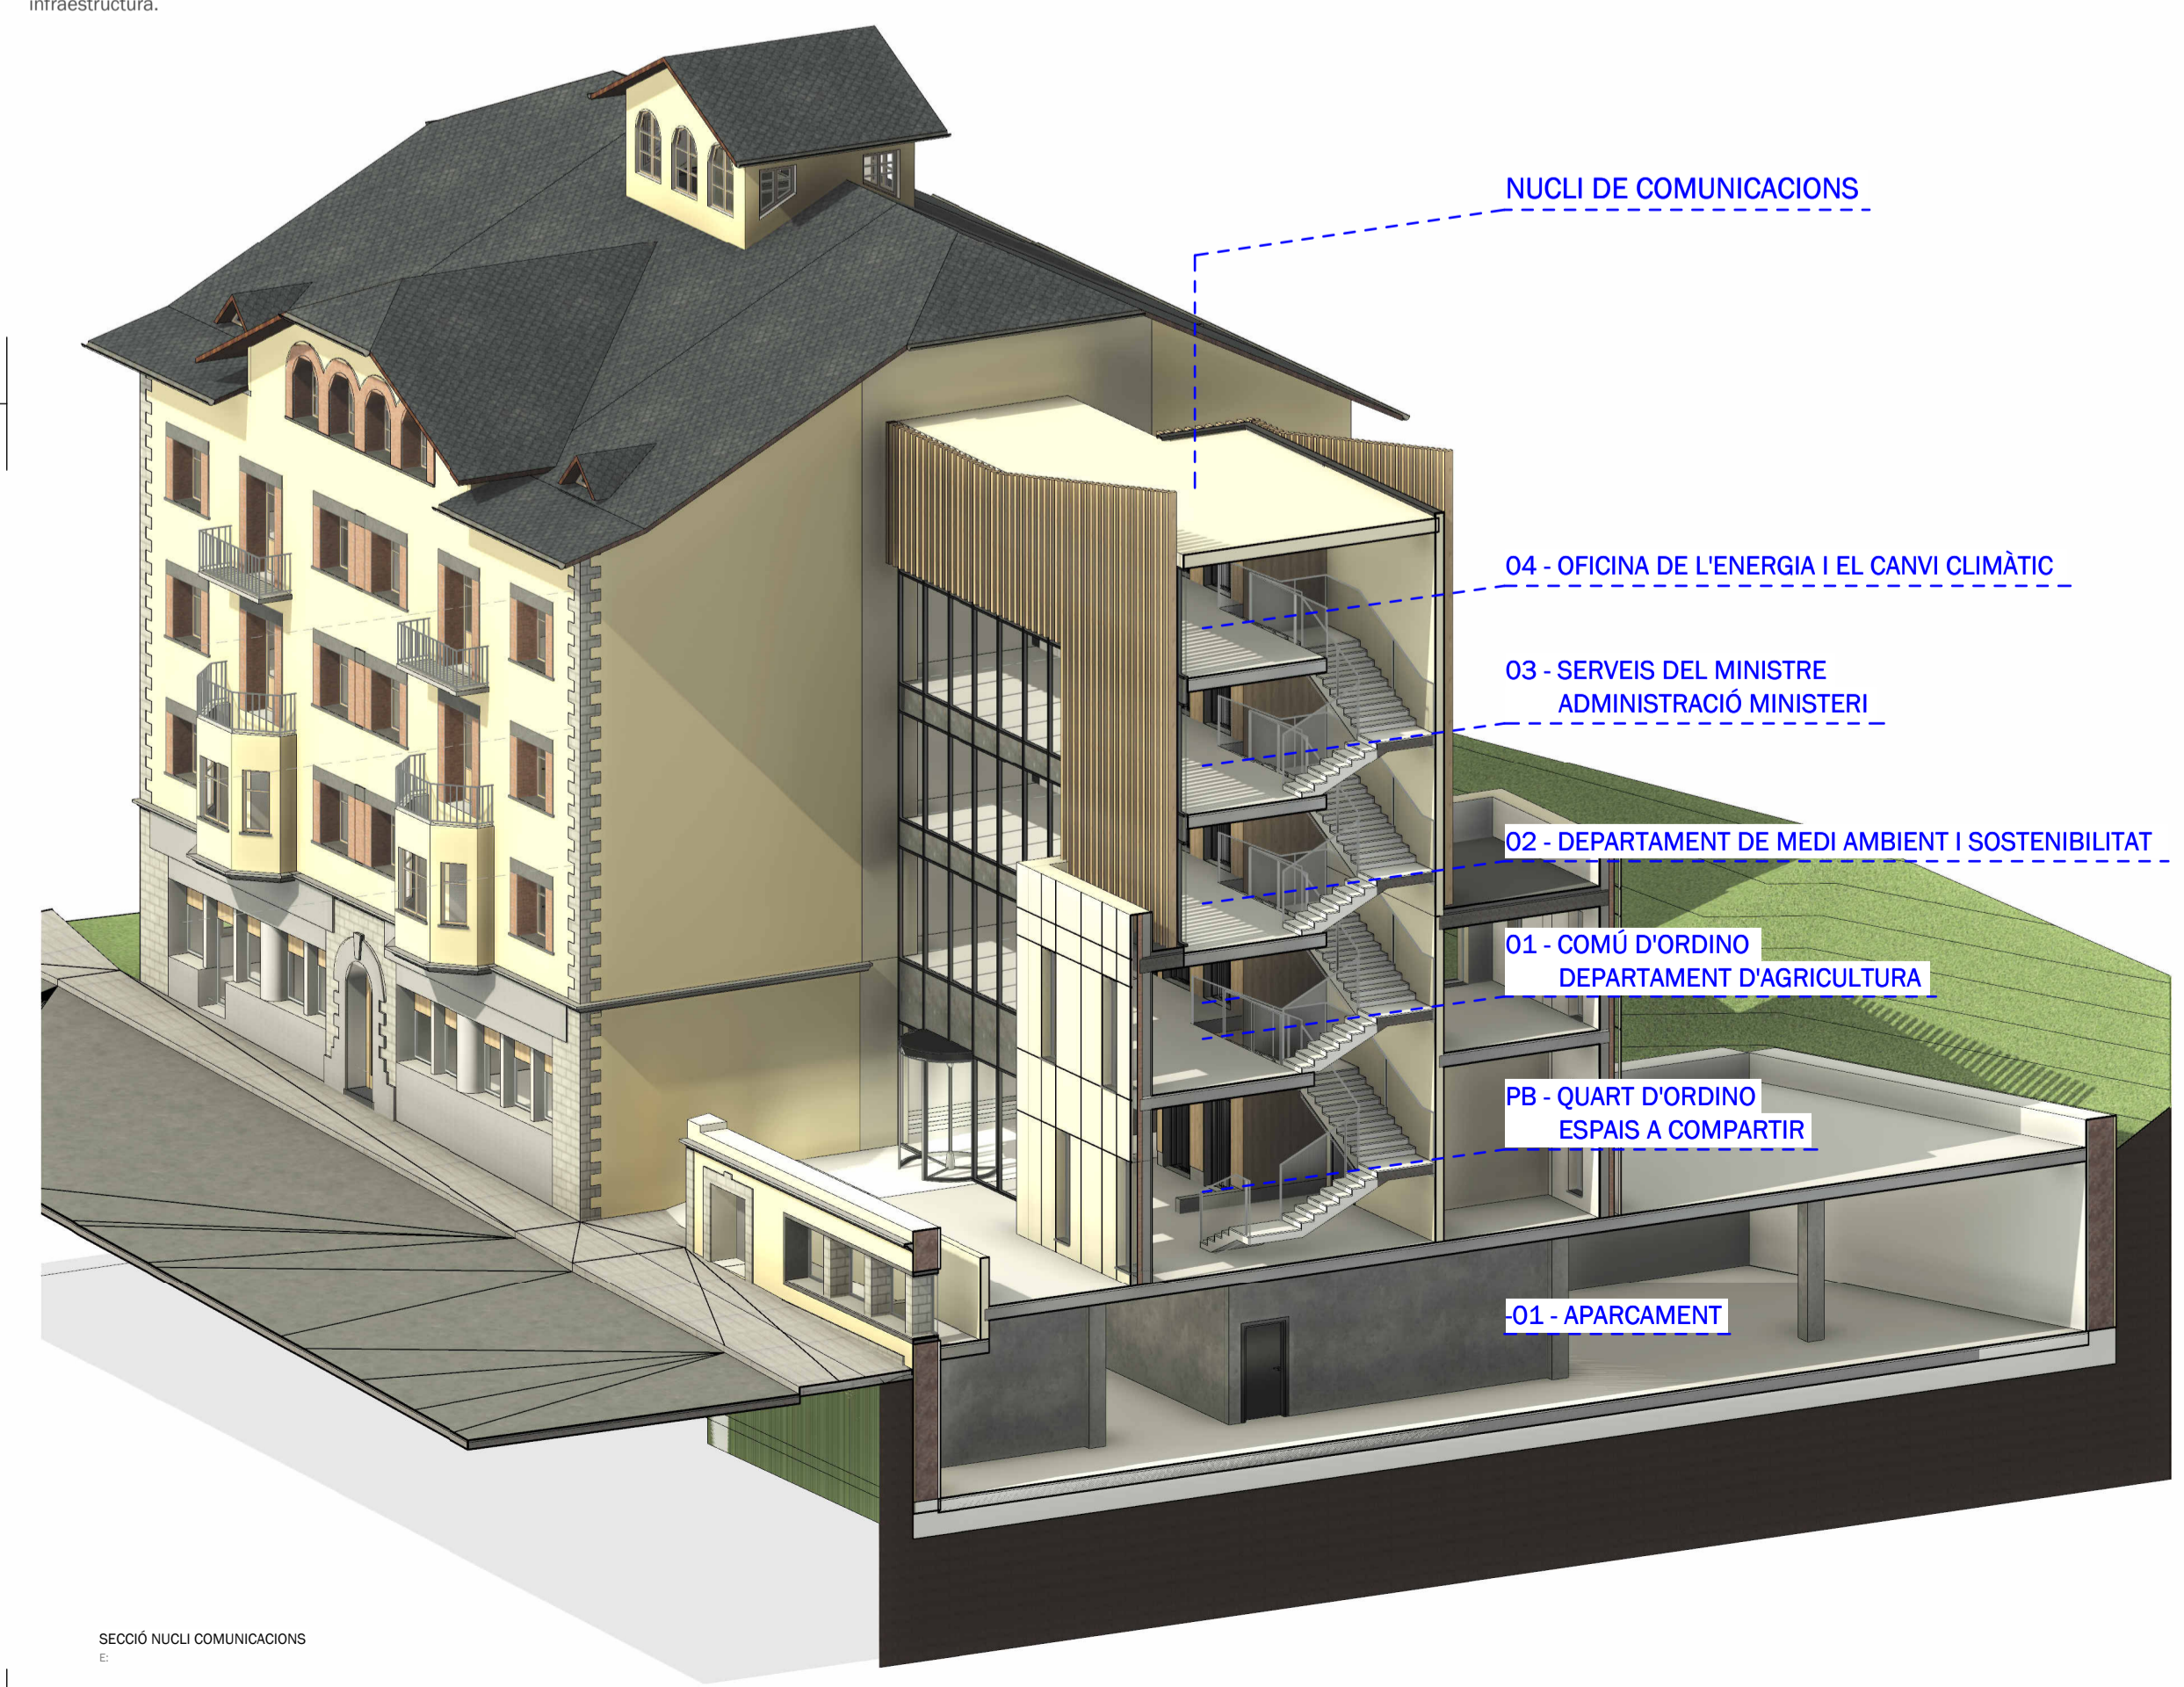 infraestructura.
NUCLI DE COMUNICACIONS
04 - OFICINA DE L'ENERGIA I EL CANVI CLIMÀTIC
03 - SERVEIS DEL MINISTRE
ADMINISTRACIÓ MINISTERI
02 - DEPARTAMENT DE MEDI AMBIENT I SOSTENIBILITAT
01 - COMÚ D'ORDINO
DEPARTAMENT D'AGRICULTURA
PB - QUART D'ORDINO
ESPAIS A COMPARTIR
-01 - APARCAMENT
SECCIÓ NUCLI COMUNICACIONS
E: